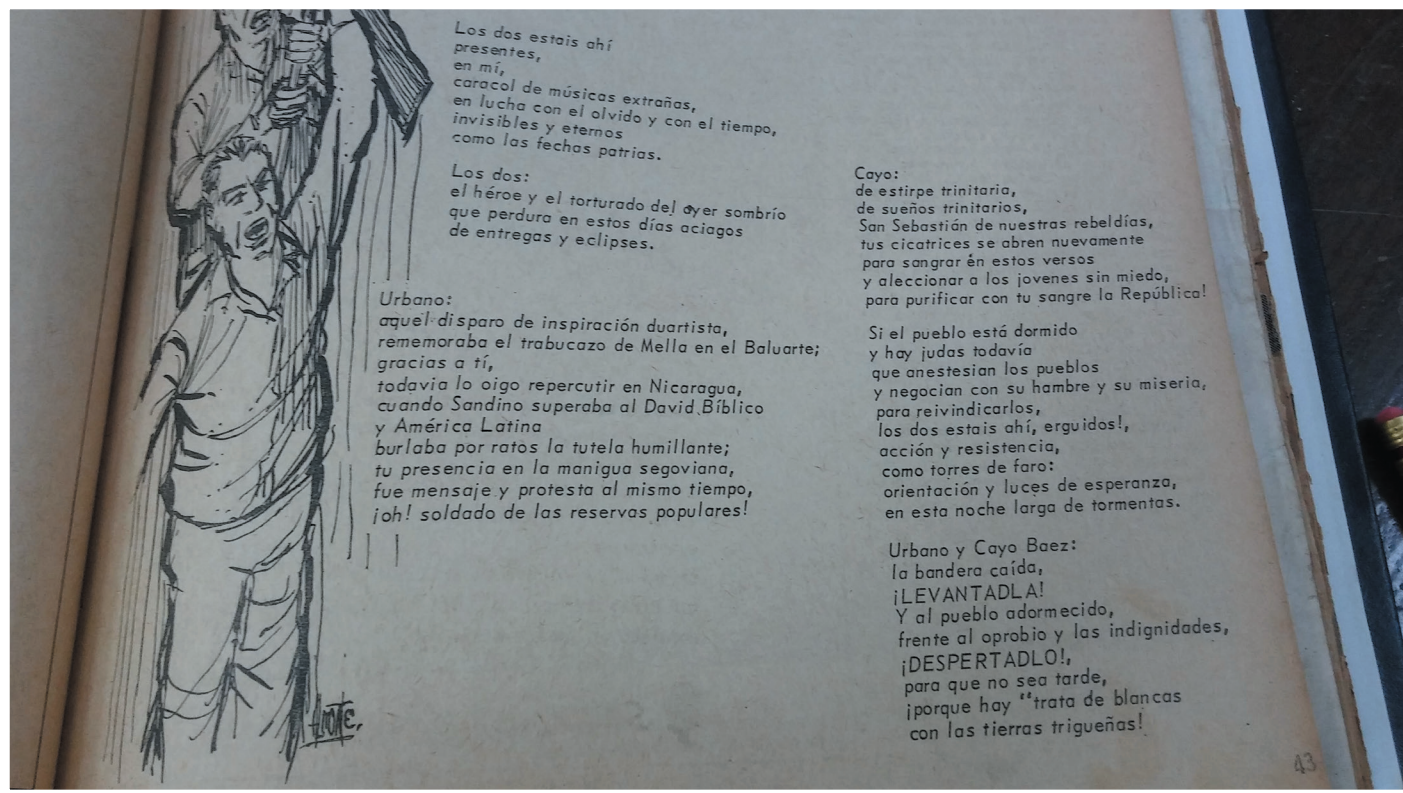 Los dos estais ahí
presentes,
en mí,
caracol de músicas extrañas,
en lucha con el olvido y con el tiempo,
invisibles y eternos
como las fechas patrias.
Los dos:
el héroe y el torturado del ayer sombrío
que perdura en estos días aciagos
de entregas y eclipses.
Urbano:
aquel disparo de inspiración duartista,
rememoraba el trabucazo de Mella en el Baluarte;
gracias a tí,
todavia lo oigo repercutir en Nicaragua,
cuando Sandino superaba al David Bíblico
y América Latina
burlaba por ratos la tutela humillante;
tu presencia en la manigua segoviana,
fue mensaje y protesta al mismo tiempo,
¡oh! soldado de las reservas populares!
Cayo:
de estirpe trinitaria,
de sueños trinitarios,
San Sebastián de nuestras rebeldías,
tus cicatrices se abren nuevamente
para sangrar én estos versos
y aleccionar a los jovenes sin miedo,
para purificar con tu sangre la República!
Si el pueblo está dormido
y hay judas todavía
que anestesian los pueblos
y negocian con su hambre y su miseria,
para reivindicarlos,
los dos estais ahí, erguidos!,
acción y resistencia,
como torres de faro:
orientación y luces de esperanza,
en esta noche larga de tormentas.
Urbano y Cayo Baez:
la bandera caída,
¡LEVANTADLA!
Y al pueblo adormecido,
frente al oprobio y las indignidades,
¡DESPERTADLO!,
para que no sea tarde,
¡porque hay "trata de blancas
con las tierras trigueñas!
43